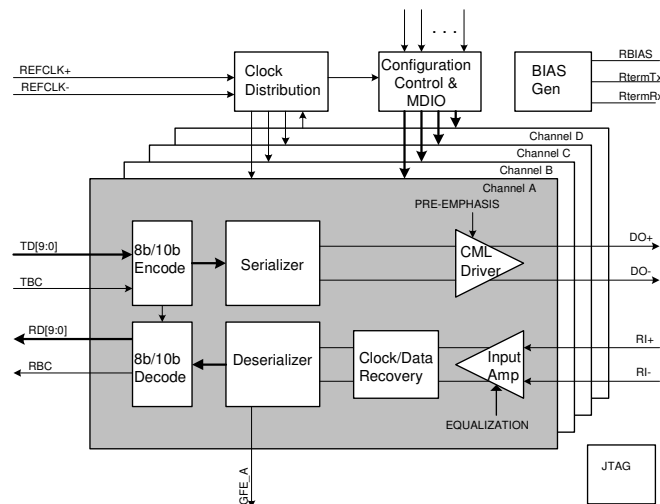 . . .
REFCLK+
REFCLK-
Clock
Distribution
Configuration
Control &
MDIO
BIAS
Gen
RBIAS
RtermTx
RtermRx
Channel D
Channel C
Channel B
Channel A
PRE-EMPHASIS
TD[9:0]
TBC
8b/10b
Encode
Serializer
CML
Driver
DO+
DO-
RD[9:0]
RBC
8b/10b
Decode
Deserializer
Clock/Data
Recovery
Input
Amp
RI+
RI-
EQUALIZATION
GFE_A
JTAG